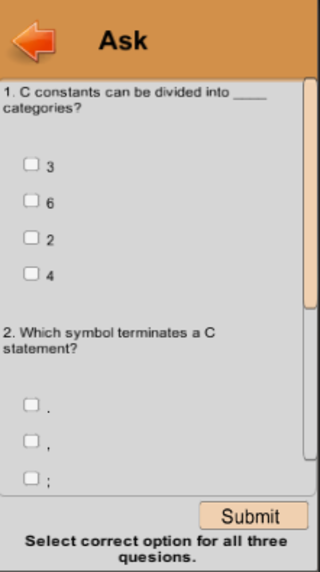 Ask
1. C constants can be divided into _____
categories?
3
6
2
4
2. Which symbol terminates a C
statement?
.
,
;
Submit
Select correct option for all three
quesions.